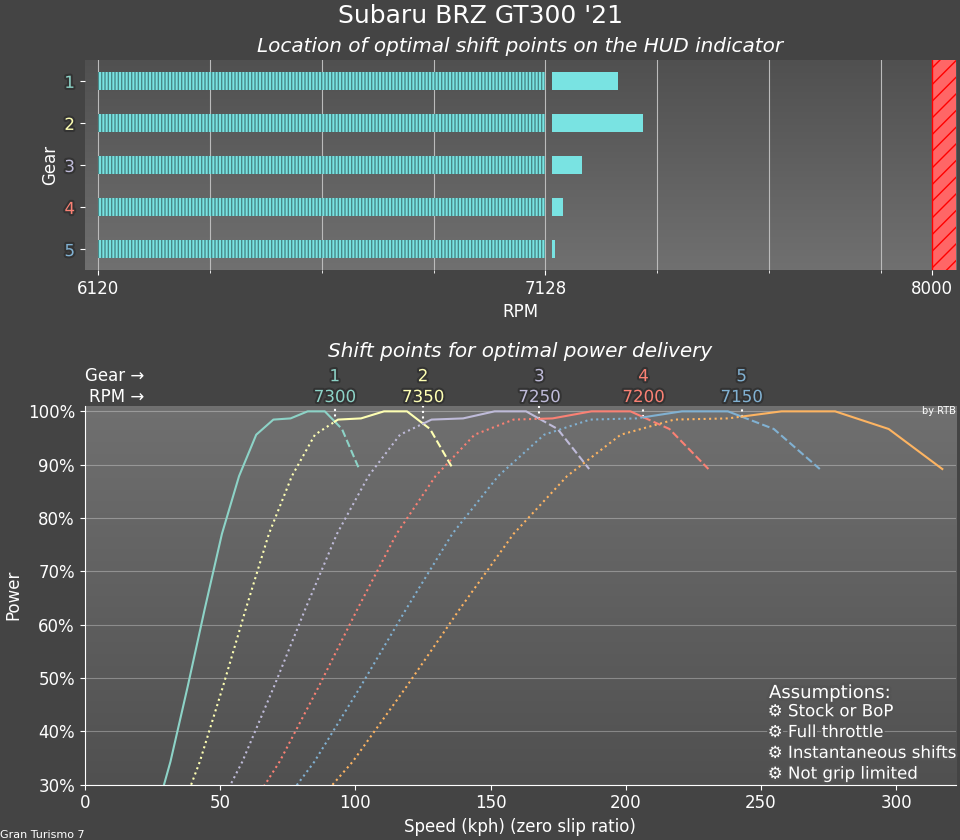 Subaru BRZ GT300 '21
Location of optimal shift points on the HUD indicator
Gear
1
2
3
4
5
6120 7128 8000
RPM
Shift points for optimal power delivery
Gear → 1 2 3 4 5
RPM → 7300 7350 7250 7200 7150
by RTB
Power
100%
90%
80%
70%
60%
50%
40%
30%
Assumptions:
⚙ Stock or BoP
⚙ Full throttle
⚙ Instantaneous shifts
⚙ Not grip limited
0 50 100 150 200 250 300
Speed (kph) (zero slip ratio)
Gran Turismo 7